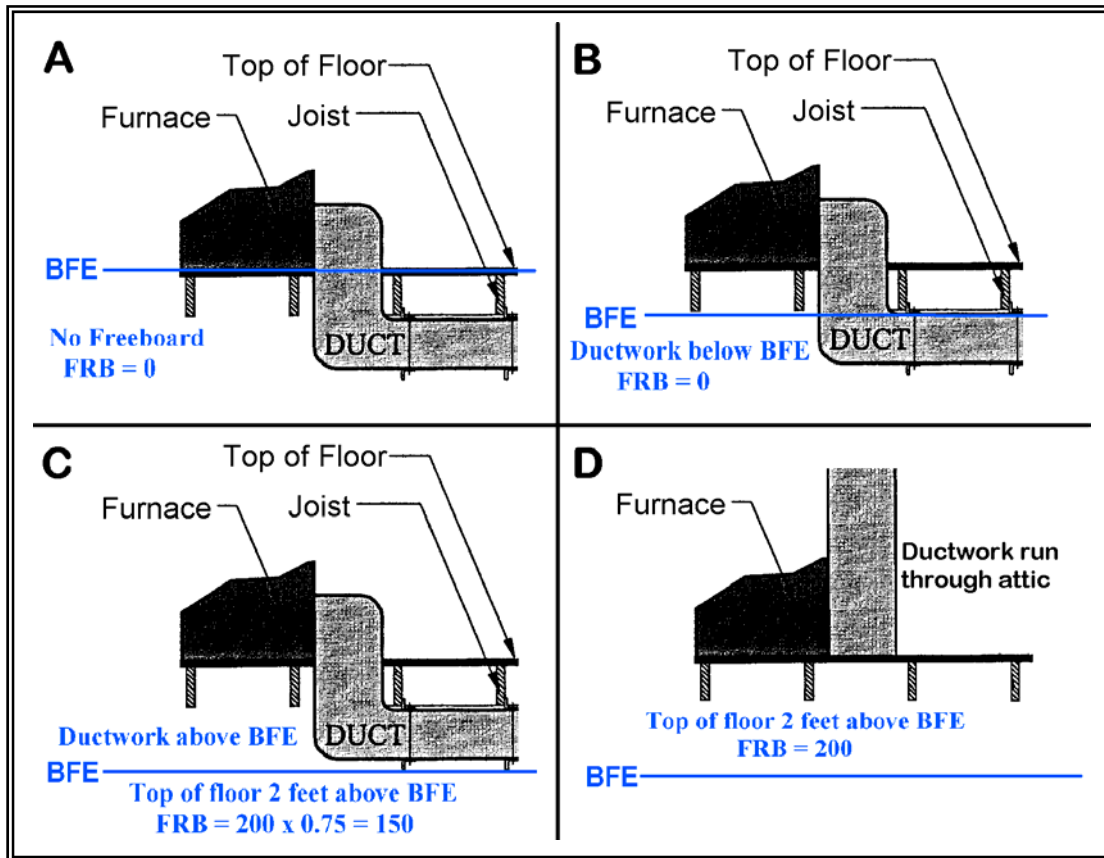 A
Top of Floor
Furnace
Joist
BFE
No Freeboard
FRB = 0
DUCT
B
Top of Floor
Furnace
Joist
BFE
Ductwork below BFE
FRB = 0
DUCT
C
Top of Floor
Furnace
Joist
Ductwork above BFE
DUCT
BFE
Top of floor 2 feet above BFE
FRB = 200 x 0.75 = 150
D
Furnace
Ductwork run
through attic
Top of floor 2 feet above BFE
FRB = 200
BFE